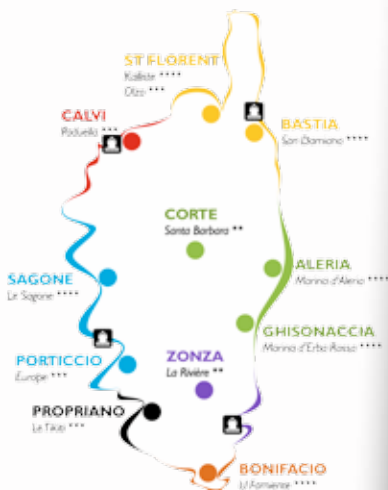 ST FLORENT
Kalliste ****
Olzo ***
CALVI
Paduella ***
BASTIA
San Damiano ****
CORTE
Santa Barbara **
SAGONE
Le Sagone ****
ALERIA
Marina d'Aleria ****
GHISONACCIA
Marina d'Erba Rossa ****
PORTICCIO
Europe ***
ZONZA
La Rivière **
PROPRIANO
Le Tikiti ***
BONIFACIO
U Farniente ****